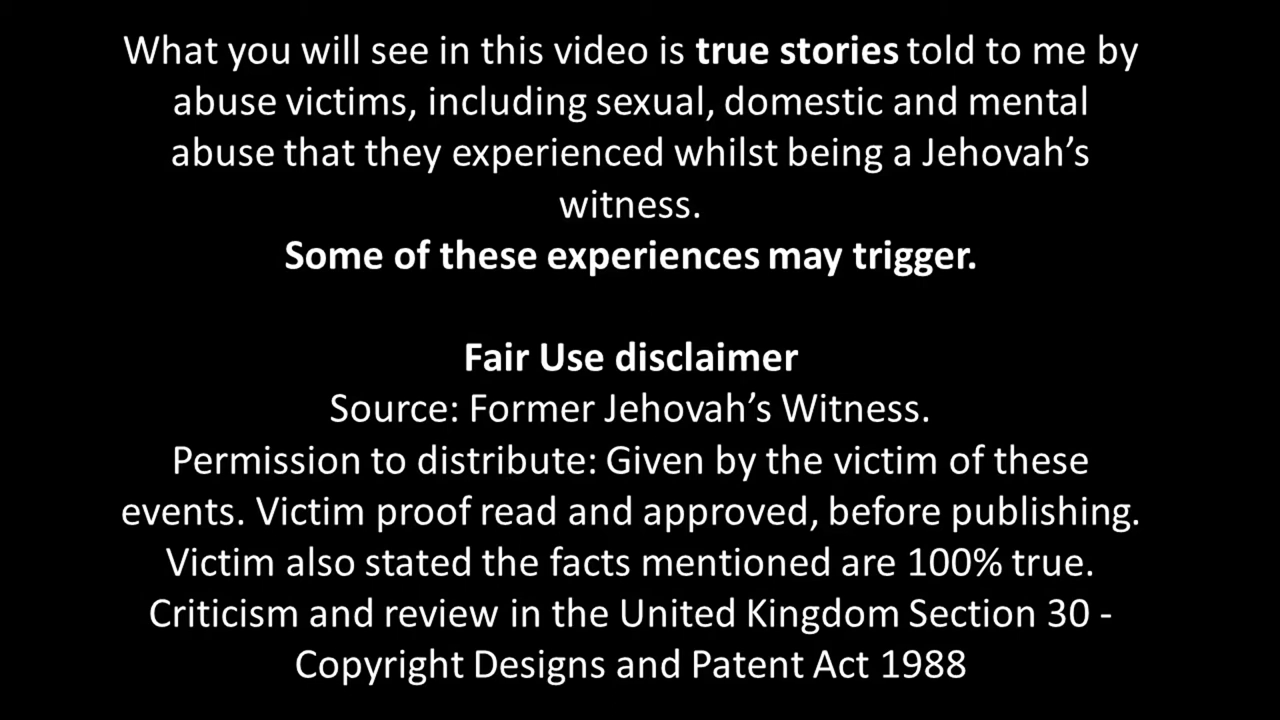 What you will see in this video is true stories told to me by
abuse victims, including sexual, domestic and mental
abuse that they experienced whilst being a Jehovah’s
witness.
Some of these experiences may trigger.
Fair Use disclaimer
Source: Former Jehovah’s Witness.
Permission to distribute: Given by the victim of these
events. Victim proof read and approved, before publishing.
Victim also stated the facts mentioned are 100% true.
Criticism and review in the United Kingdom Section 30 -
Copyright Designs and Patent Act 1988